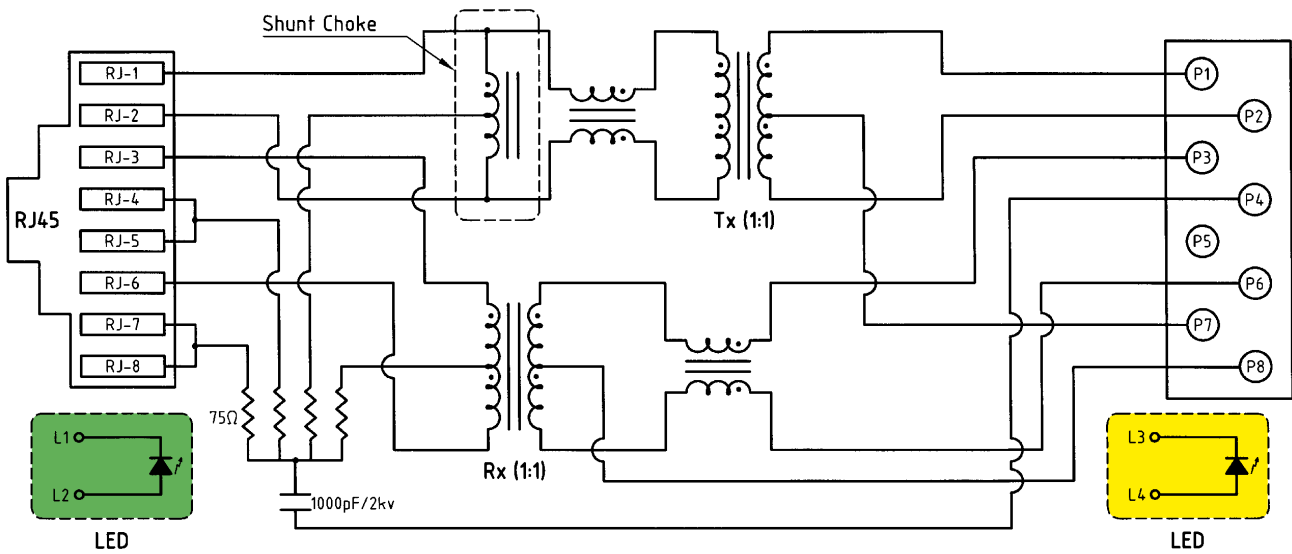 Shunt Choke
RJ45
RJ-1
RJ-2
RJ-3
RJ-4
RJ-5
RJ-6
RJ-7
RJ-8
Tx (1:1)
Rx (1:1)
75Ω
1000pF/2kv
P1
P2
P3
P4
P5
P6
P7
P8
L1
L2
LED
L3
L4
LED